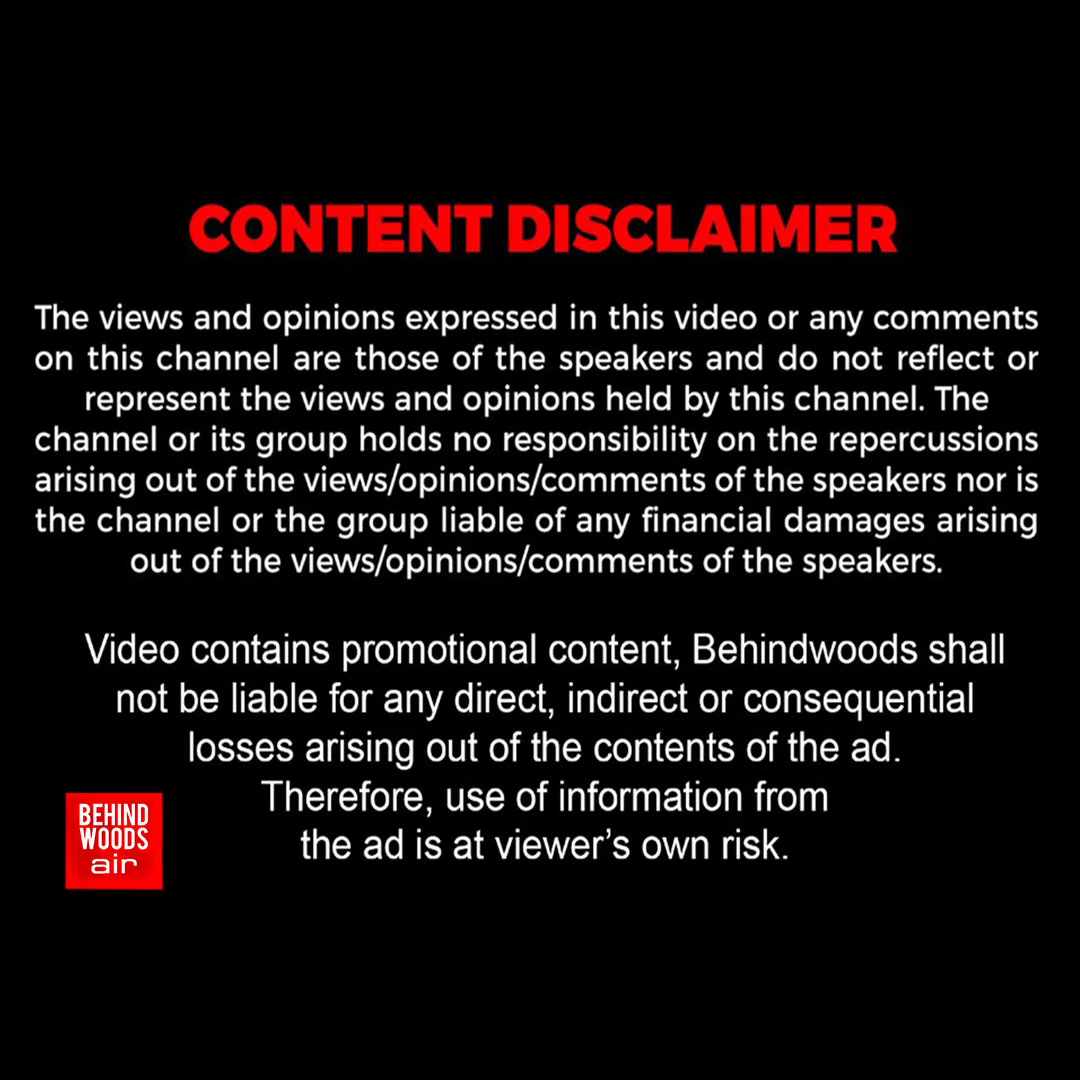 CONTENT DISCLAIMER
The views and opinions expressed in this video or any comments
on this channel are those of the speakers and do not reflect or
represent the views and opinions held by this channel. The
channel or its group holds no responsibility on the repercussions
arising out of the views/opinions/comments of the speakers nor is
the channel or the group liable of any financial damages arising
out of the views/opinions/comments of the speakers.
Video contains promotional content, Behindwoods shall
not be liable for any direct, indirect or consequential
losses arising out of the contents of the ad.
Therefore, use of information from
the ad is at viewer’s own risk.
BEHIND
WOODS
air